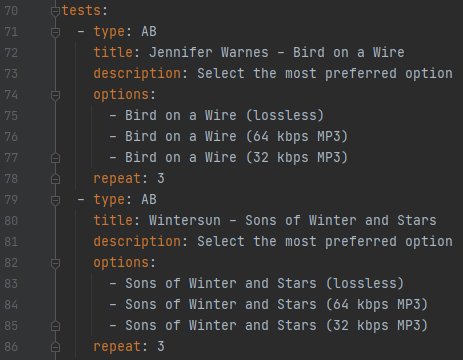 70 tests:
71   - type: AB
72     title: Jennifer Warnes – Bird on a Wire
73     description: Select the most preferred option
74     options:
75       - Bird on a Wire (lossless)
76       - Bird on a Wire (64 kbps MP3)
77       - Bird on a Wire (32 kbps MP3)
78     repeat: 3
79   - type: AB
80     title: Wintersun – Sons of Winter and Stars
81     description: Select the most preferred option
82     options:
83       - Sons of Winter and Stars (lossless)
84       - Sons of Winter and Stars (64 kbps MP3)
85       - Sons of Winter and Stars (32 kbps MP3)
86     repeat: 3